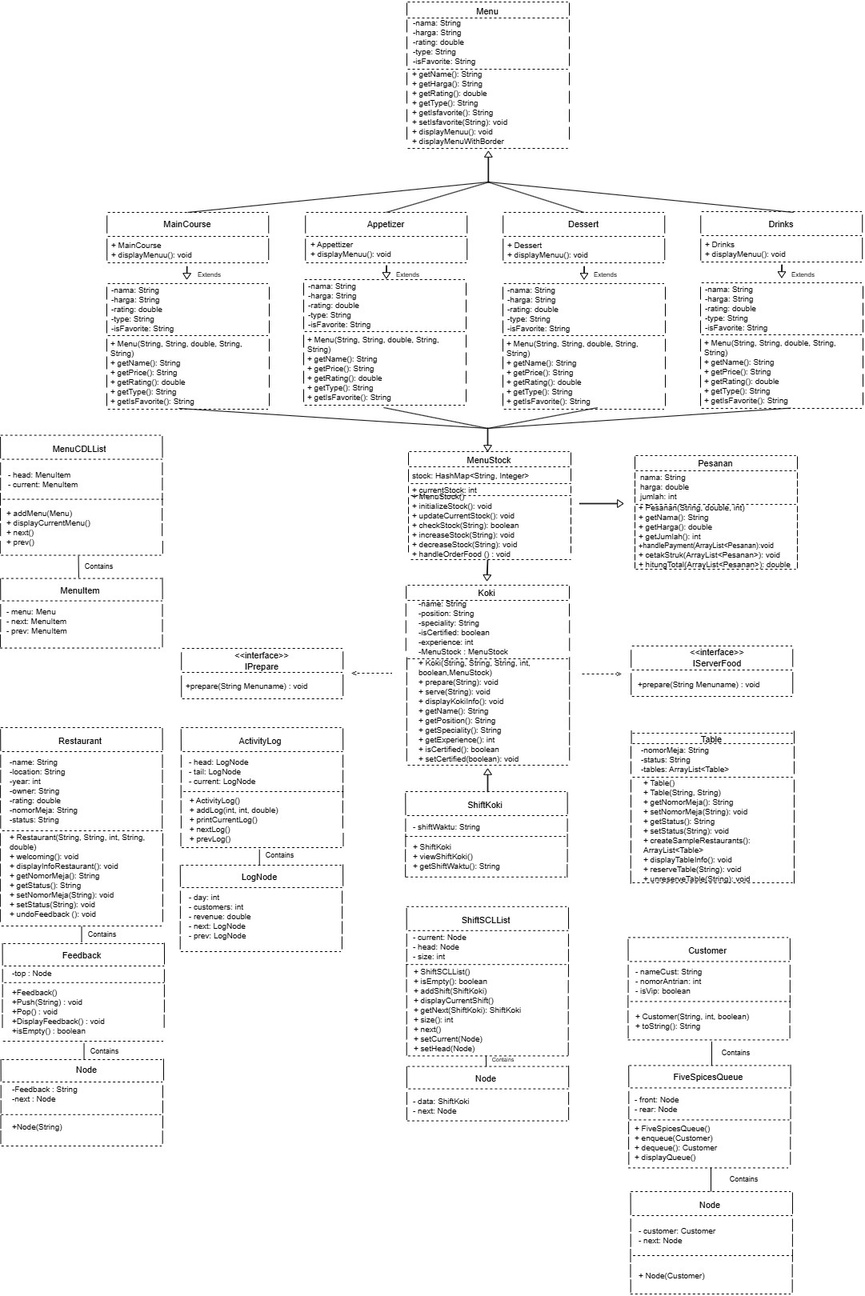 Menu
-nama: String
-harga: String
-rating: double
-type: String
-isFavorite: String
+ getName(): String
+ getHarga(): String
+ getRating(): double
+ getType(): String
+ getIsfavorite(): String
+ setIsfavorite(String): void
+ displayMenuu(): void
+ displayMenuWithBorder
MainCourse
+ MainCourse
+ displayMenuu(): void
Extends
-nama: String
-harga: String
-rating: double
-type: String
-isFavorite: String
+ Menu(String, String, double, String,
String)
+ getName(): String
+ getPrice(): String
+ getRating(): double
+ getType(): String
+ getIsFavorite(): String
Appetizer
+ Appettizer
+ displayMenuu(): void
Extends
-nama: String
-harga: String
-rating: double
-type: String
-isFavorite: String
+ Menu(String, String, double, String,
String)
+ getName(): String
+ getPrice(): String
+ getRating(): double
+ getType(): String
+ getIsFavorite(): String
Dessert
+ Dessert
+ displayMenuu(): void
Extends
-nama: String
-harga: String
-rating: double
-type: String
-isFavorite: String
+ Menu(String, String, double, String,
String)
+ getName(): String
+ getPrice(): String
+ getRating(): double
+ getType(): String
+ getIsFavorite(): String
Drinks
+ Drinks
+ displayMenuu(): void
Extends
-nama: String
-harga: String
-rating: double
-type: String
-isFavorite: String
+ Menu(String, String, double, String,
String)
+ getName(): String
+ getPrice(): String
+ getRating(): double
+ getType(): String
+ getIsFavorite(): String
MenuCDLList
- head: MenuItem
- current: MenuItem
+ addMenu(Menu)
+ displayCurrentMenu()
+ next()
+ prev()
Contains
MenuItem
- menu: Menu
- next: MenuItem
- prev: MenuItem
MenuStock
stock: HashMap<String, Integer>
+ currentStock: int
+ MenuStock()
+ initializeStock(): void
+ updateCurrentStock(): void
+ checkStock(String): boolean
+ increaseStock(String): void
+ decreaseStock(String): void
+ handleOrderFood () : void
Pesanan
nama: String
harga: double
jumlah: int
+ Pesanan(String, double, int)
+ getNama(): String
+ getHarga(): double
+ getJumlah(): int
+handlePayment(ArrayList<Pesanan):void
+ cetakStruk(ArrayList<Pesanan>): void
+ hitungTotal(ArrayList<Pesanan>): double
Koki
-name: String
-position: String
-speciality: String
-isCertified: boolean
-experience: int
-MenuStock : MenuStock
+ Koki(String, String, String, int,
boolean,MenuStock)
+ prepare(String): void
+ serve(String): void
+ displayKokiInfo(): void
+ getName(): String
+ getPosition(): String
+ getSpeciality(): String
+ getExperience(): int
+ isCertified(): boolean
+ setCertified(boolean): void
<<interface>>
IPrepare
+prepare(String Menuname) : void
<<interface>>
IServerFood
+prepare(String Menuname) : void
Restaurant
-name: String
-location: String
-year: int
-owner: String
-rating: double
-nomorMeja: String
-status: String
+ Restaurant(String, String, int, String,
double)
+ welcoming(): void
+ displayInfoRestaurant(): void
+ getNomorMeja(): String
+ getStatus(): String
+ setNomorMeja(String): void
+ setStatus(String): void
+ undoFeedback (): void
Contains
Feedback
-top : Node
+Feedback()
+Push(String) : void
+Pop() : void
+DisplayFeedback() : void
+isEmpty() : boolean
Contains
Node
-Feedback : String
-next : Node
+Node(String)
ActivityLog
- head: LogNode
- tail: LogNode
- current: LogNode
+ ActivityLog()
+ addLog(int, int, double)
+ printCurrentLog()
+ nextLog()
+ prevLog()
Contains
LogNode
- day: int
- customers: int
- revenue: double
- next: LogNode
- prev: LogNode
ShiftKoki
- shiftWaktu: String
+ ShiftKoki
+ viewShiftKoki()
+ getShiftWaktu(): String
ShiftSCLList
- current: Node
- head: Node
- size: int
+ ShiftSCLList()
+ isEmpty(): boolean
+ addShift(ShiftKoki)
+ displayCurrentShift()
+ getNext(ShiftKoki): ShiftKoki
+ size(): int
+ next()
+ setCurrent(Node)
+ setHead(Node)
Contains
Node
- data: ShiftKoki
- next: Node
Table
-nomorMeja: String
-status: String
-tables: ArrayList<Table>
+ Table()
+ Table(String, String)
+ getNomorMeja(): String
+ setNomorMeja(String): void
+ getStatus(): String
+ setStatus(String): void
+ createSampleRestaurants():
ArrayList<Table>
+ displayTableInfo(): void
+ reserveTable(String): void
+ unreserveTable(String): void
Customer
- nameCust: String
- nomorAntrian: int
- isVip: boolean
+ Customer(String, int, boolean)
+ toString(): String
Contains
FiveSpicesQueue
- front: Node
- rear: Node
+ FiveSpicesQueue()
+ enqueue(Customer)
+ dequeue(): Customer
+ displayQueue()
Contains
Node
- customer: Customer
- next: Node
+ Node(Customer)